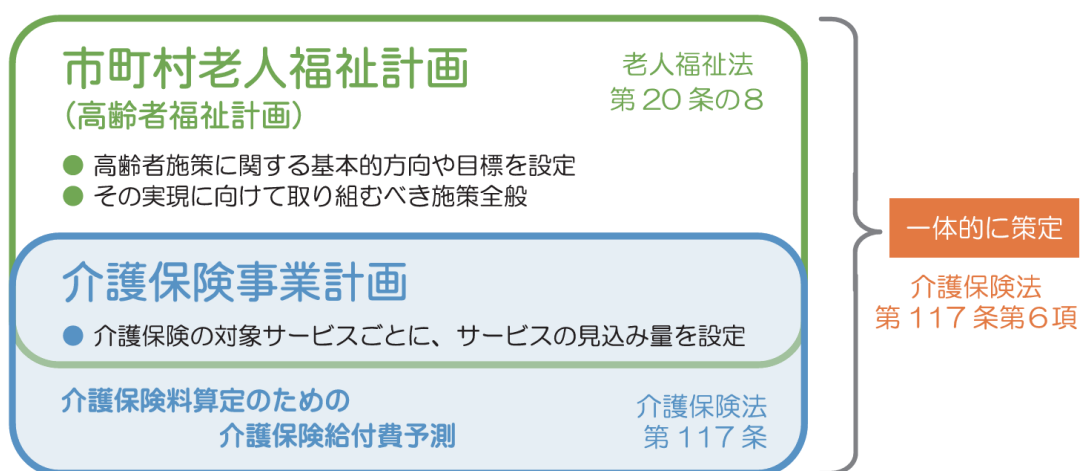 市町村老人福祉計画
(高齢者福祉計画)
老人福祉法
第20条の8
● 高齢者施策に関する基本的方向や目標を設定
● その実現に向けて取り組むべき施策全般
介護保険事業計画
● 介護保険の対象サービスごとに、サービスの見込み量を設定
介護保険料算定のための
介護保険給付費予測
介護保険法
第117条
一体的に策定
介護保険法
第117条第6項